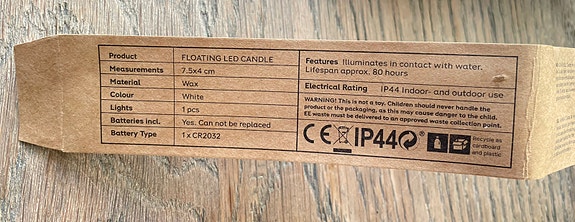 Product FLOATING LED CANDLE
Measurements 7.5x4 cm
Material Wax
Colour White
Lights 1 pcs
Batteries incl. Yes. Can not be replaced
Battery Type 1 x CR2032
Features Illuminates in contact with water.
Lifespan approx. 80 hours
Electrical Rating IP44 Indoor- and outdoor use
WARNING! This is not a toy. Children should never handle the
product or the packaging, as this may cause danger to the child.
EE waste must be delivered to an approved waste collection point.
CE IP44
Recycle as
cardboard
and plastic